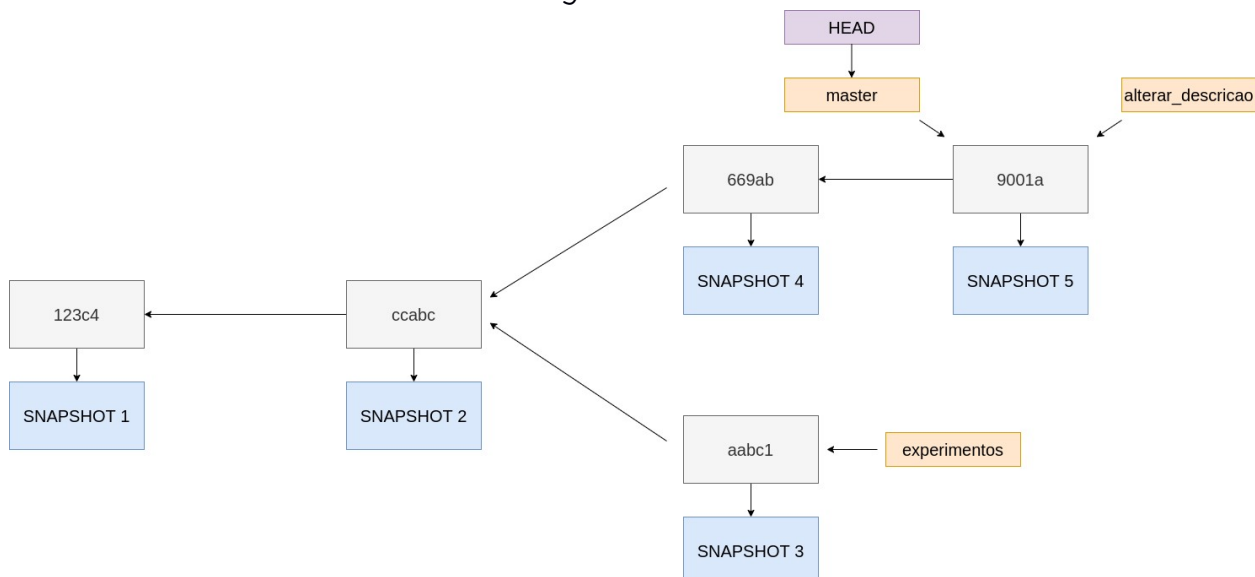 HEAD
master
alterar_descricao
669ab
9001a
SNAPSHOT 4
SNAPSHOT 5
123c4
ccabc
SNAPSHOT 1
SNAPSHOT 2
aabc1
experimentos
SNAPSHOT 3